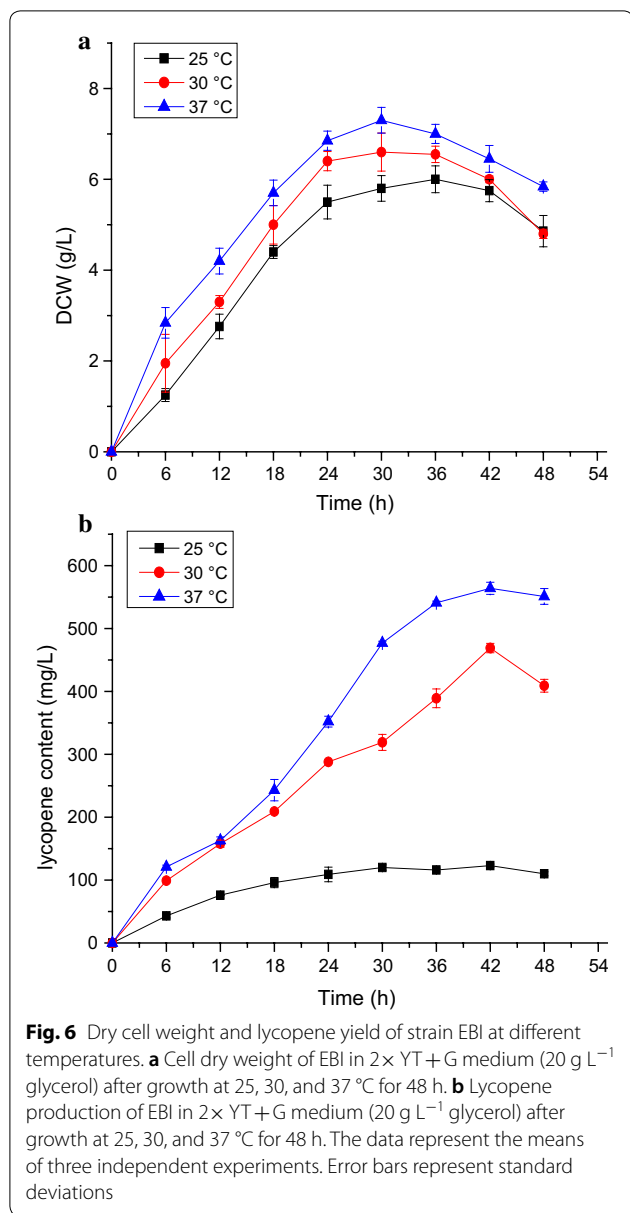 a
25 °C
30 °C
37 °C
8
6
4
2
0
DCW (g/L)
0 6 12 18 24 30 36 42 48 54
Time (h)
b
25 °C
30 °C
37 °C
600
500
400
300
200
100
0
lycopene content (mg/L)
0 6 12 18 24 30 36 42 48 54
Time (h)
Fig. 6 Dry cell weight and lycopene yield of strain EBI at different
temperatures. a Cell dry weight of EBI in 2× YT + G medium (20 g L⁻¹
glycerol) after growth at 25, 30, and 37 °C for 48 h. b Lycopene
production of EBI in 2× YT + G medium (20 g L⁻¹ glycerol) after
growth at 25, 30, and 37 °C for 48 h. The data represent the means
of three independent experiments. Error bars represent standard
deviations